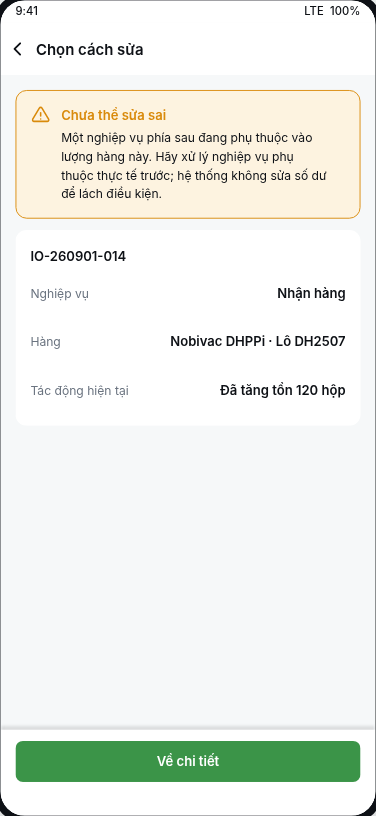 9:41
LTE 100%
Chọn cách sửa
Chưa thể sửa sai
Một nghiệp vụ phía sau đang phụ thuộc vào
lượng hàng này. Hãy xử lý nghiệp vụ phụ
thuộc thực tế trước; hệ thống không sửa số dư
để lách điều kiện.
IO-260901-014
Nghiệp vụ
Nhận hàng
Hàng
Nobivac DHPPi · Lô DH2507
Tác động hiện tại
Đã tăng tồn 120 hộp
Về chi tiết